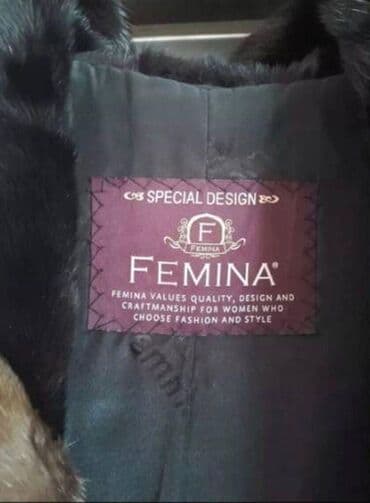 SPECIAL DESIGN
F
FEMINA
FEMINA®
FEMINA VALUES QUALITY, DESIGN AND
CRAFTMANSHIP FOR WOMEN WHO
CHOOSE FASHION AND STYLE